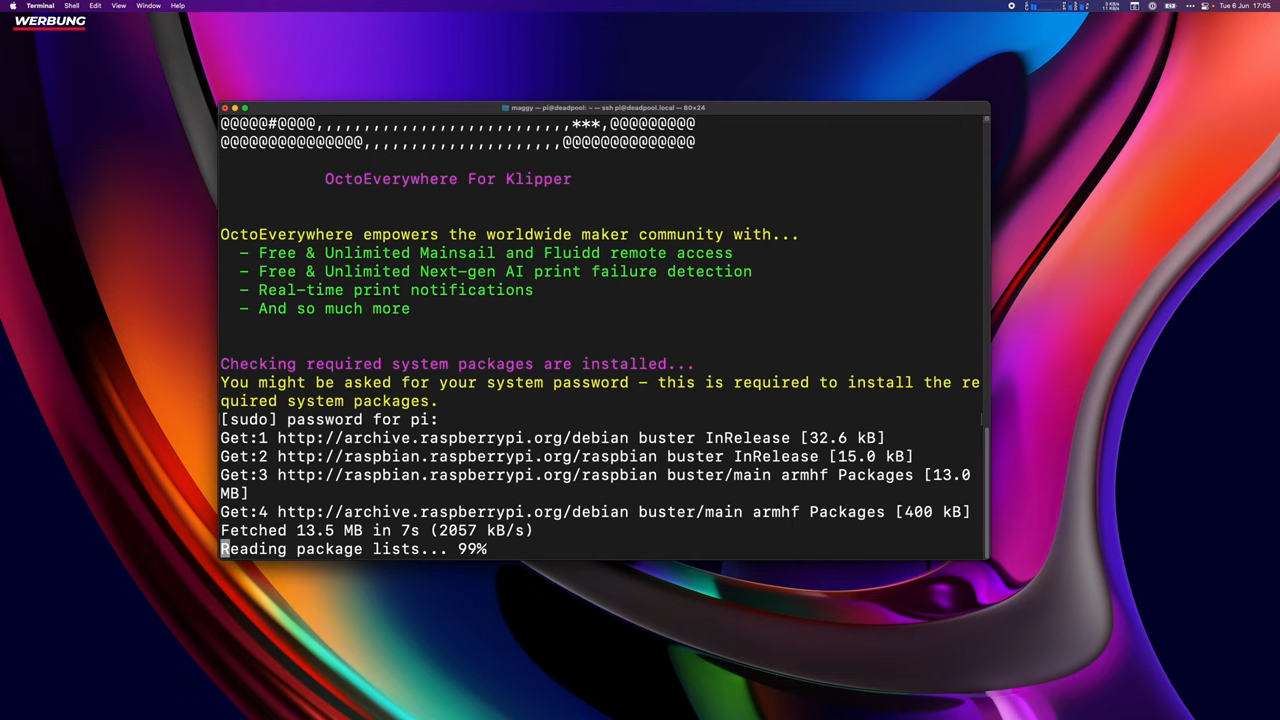 Terminal Shell Edit View Window Help
3 KB/s
11 KB/s
Tue 6 Jun 17:05
WERBUNG
maggy — pi@deadpool: ~ — ssh pi@deadpool.local — 80×24
@@@@@#@@@@,,,,,,,,,,,,,,,,,,,,,,,,,,,***,@@@@@@@@@
@@@@@@@@@@@@@@@,,,,,,,,,,,,,,,,,,,,,@@@@@@@@@@@@@@
OctoEverywhere For Klipper
OctoEverywhere empowers the worldwide maker community with...
- Free & Unlimited Mainsail and Fluidd remote access
- Free & Unlimited Next-gen AI print failure detection
- Real-time print notifications
- And so much more
Checking required system packages are installed...
You might be asked for your system password - this is required to install the re
quired system packages.
[sudo] password for pi:
Get:1 http://archive.raspberrypi.org/debian buster InRelease [32.6 kB]
Get:2 http://raspbian.raspberrypi.org/raspbian buster InRelease [15.0 kB]
Get:3 http://raspbian.raspberrypi.org/raspbian buster/main armhf Packages [13.0
MB]
Get:4 http://archive.raspberrypi.org/debian buster/main armhf Packages [400 kB]
Fetched 13.5 MB in 7s (2057 kB/s)
Reading package lists... 99%